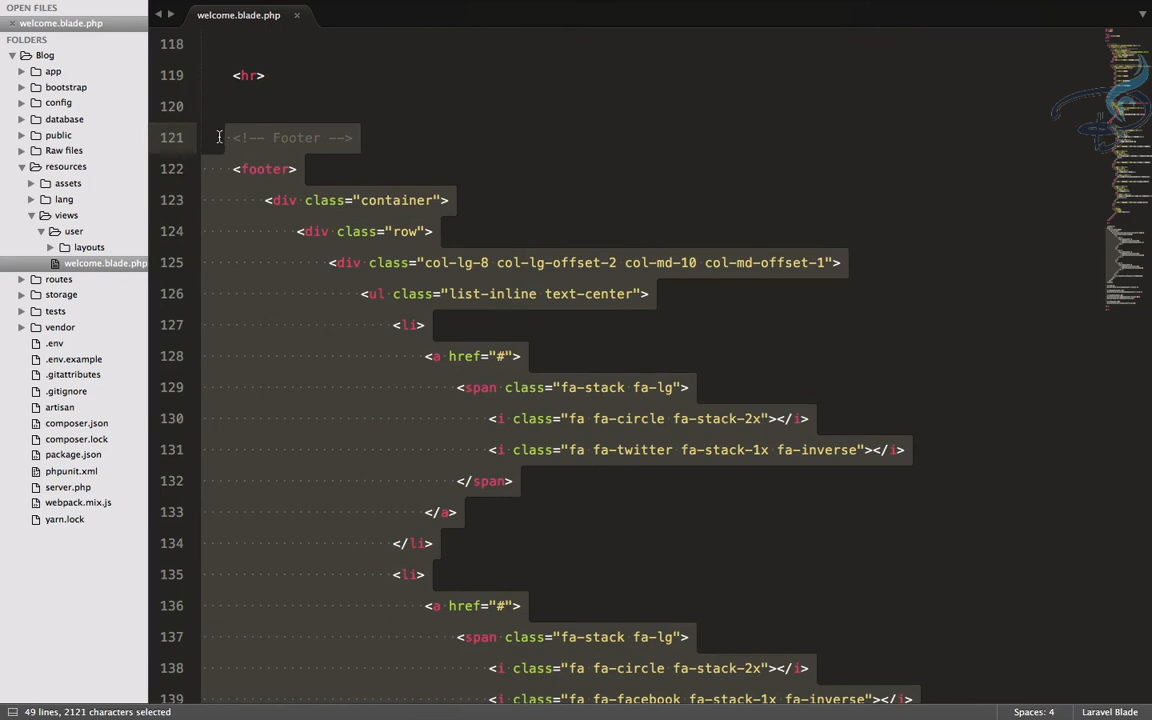 OPEN FILES
× welcome.blade.php
FOLDERS
Blog
app
bootstrap
config
database
public
Raw files
resources
assets
lang
views
user
layouts
welcome.blade.php
routes
storage
tests
vendor
.env
.env.example
.gitattributes
.gitignore
artisan
composer.json
composer.lock
package.json
phpunit.xml
server.php
webpack.mix.js
yarn.lock
welcome.blade.php ×
118
119 <hr>
120
121 <!-- Footer -->
122 <footer>
123 <div class="container">
124 <div class="row">
125 <div class="col-lg-8 col-lg-offset-2 col-md-10 col-md-offset-1">
126 <ul class="list-inline text-center">
127 <li>
128 <a href="#">
129 <span class="fa-stack fa-lg">
130 <i class="fa fa-circle fa-stack-2x"></i>
131 <i class="fa fa-twitter fa-stack-1x fa-inverse"></i>
132 </span>
133 </a>
134 </li>
135 <li>
136 <a href="#">
137 <span class="fa-stack fa-lg">
138 <i class="fa fa-circle fa-stack-2x"></i>
139 <i class="fa fa-facebook fa-stack-1x fa-inverse"></i>
49 lines, 2121 characters selected
Spaces: 4
Laravel Blade